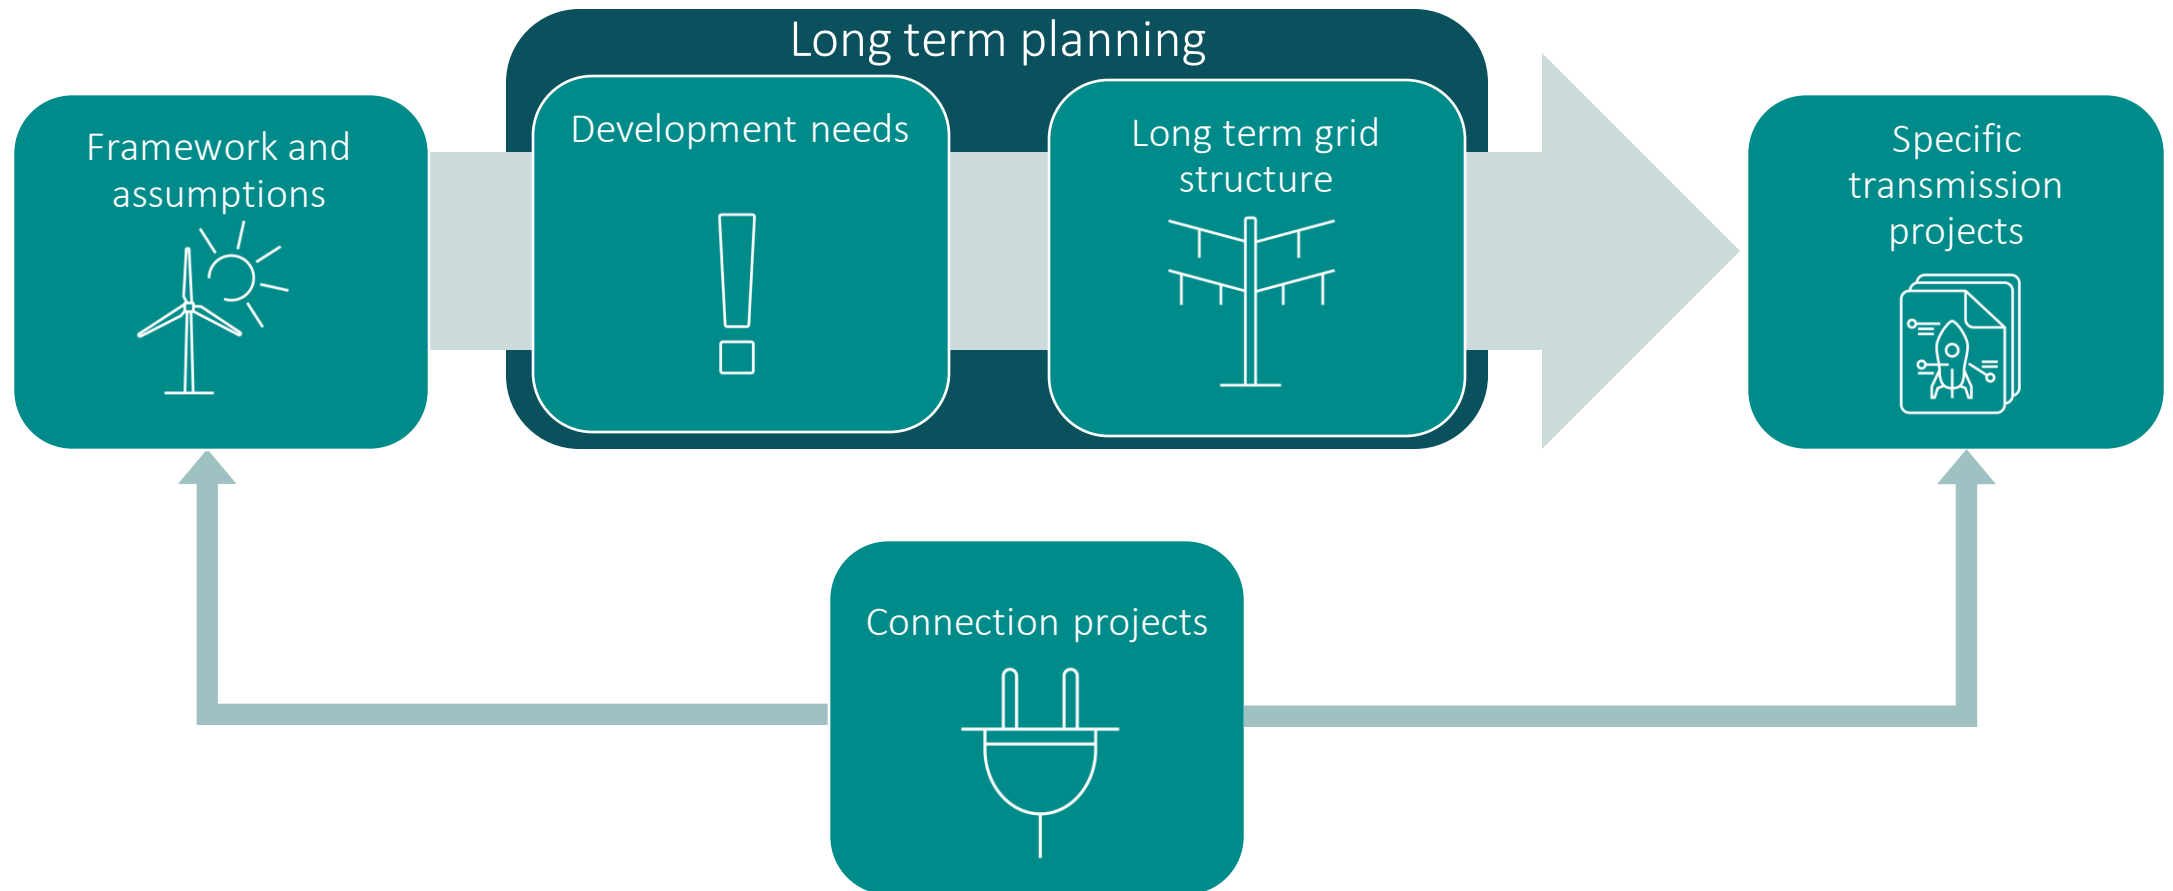 Long term planning
Framework and
assumptions
Development needs
Long term grid
structure
Specific
transmission
projects
Connection projects